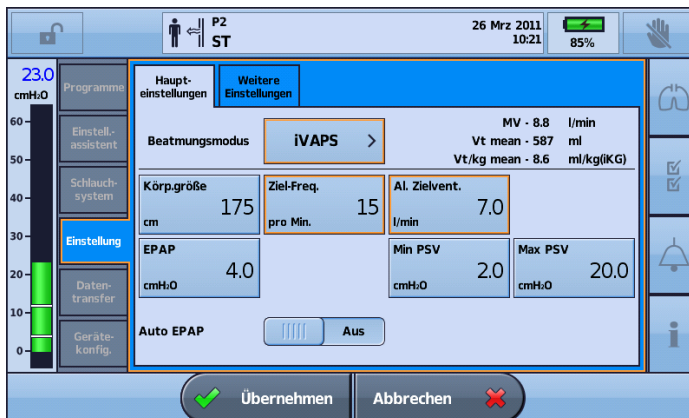 P2
ST
26 Mrz 2011
10:21
85%
23.0
cmH2O
60
50
40
30
20
10
0
Programme
Einstell.-
assistent
Schlauch-
system
Einstellung
Daten-
transfer
Geräte-
konfig.
Haupt-
einstellungen
Weitere
Einstellungen
Beatmungsmodus
iVAPS >
MV - 8.8 l/min
Vt mean - 587 ml
Vt/kg mean - 8.6 ml/kg(iKG)
Körp.größe
175
cm
Ziel-Freq.
15
pro Min.
Al. Zielvent.
7.0
l/min
EPAP
4.0
cmH2O
Min PSV
2.0
cmH2O
Max PSV
20.0
cmH2O
Auto EPAP
Aus
Übernehmen
Abbrechen